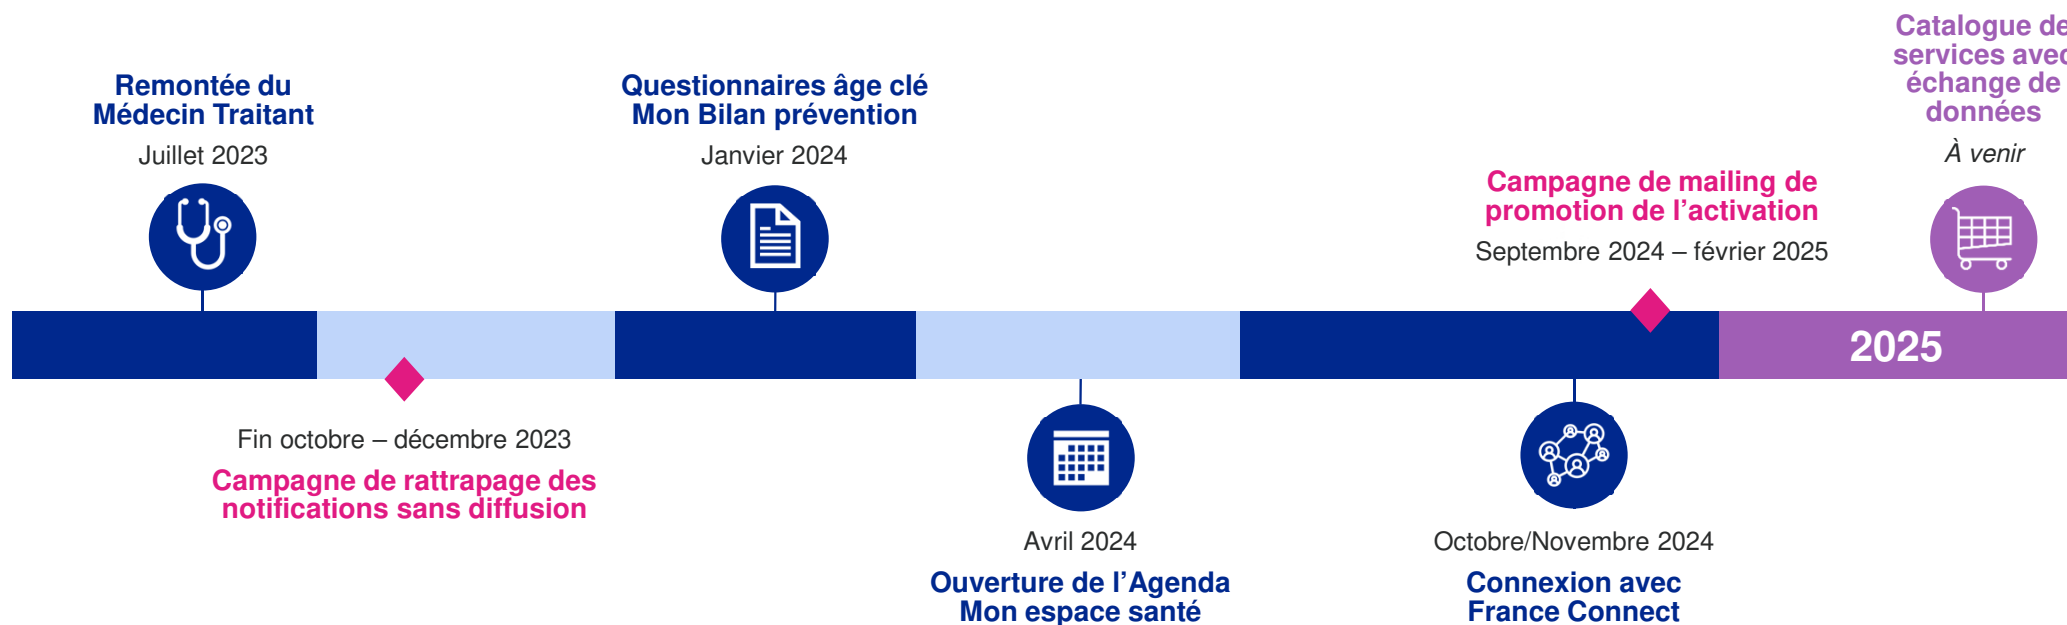 Remontée du
Médecin Traitant
Juillet 2023
Fin octobre – décembre 2023
Campagne de rattrapage des
notifications sans diffusion
Questionnaires âge clé
Mon Bilan prévention
Janvier 2024
Avril 2024
Ouverture de l’Agenda
Mon espace santé
Campagne de mailing de
promotion de l’activation
Septembre 2024 – février 2025
Octobre/Novembre 2024
Connexion avec
France Connect
Catalogue de
services avec
échange de
données
À venir
2025